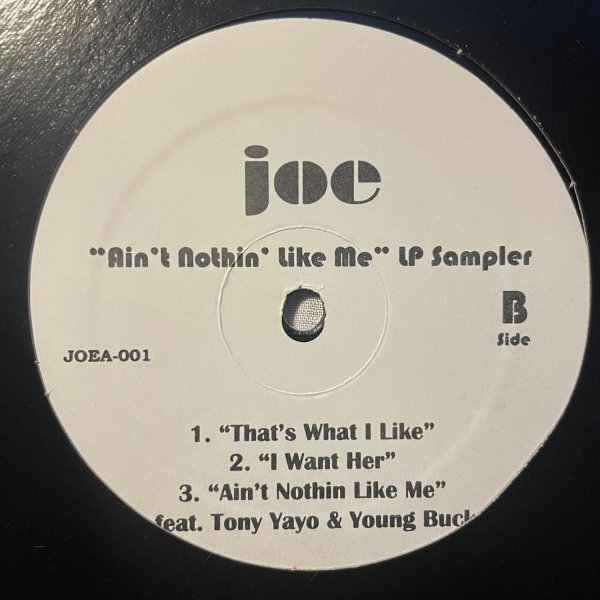 joe
“Ain't Nothin' Like Me” LP Sampler
B
Side
JOEA-001
1. “That's What I Like”
2. “I Want Her”
3. “Ain't Nothin Like Me”
feat. Tony Yayo & Young Buck